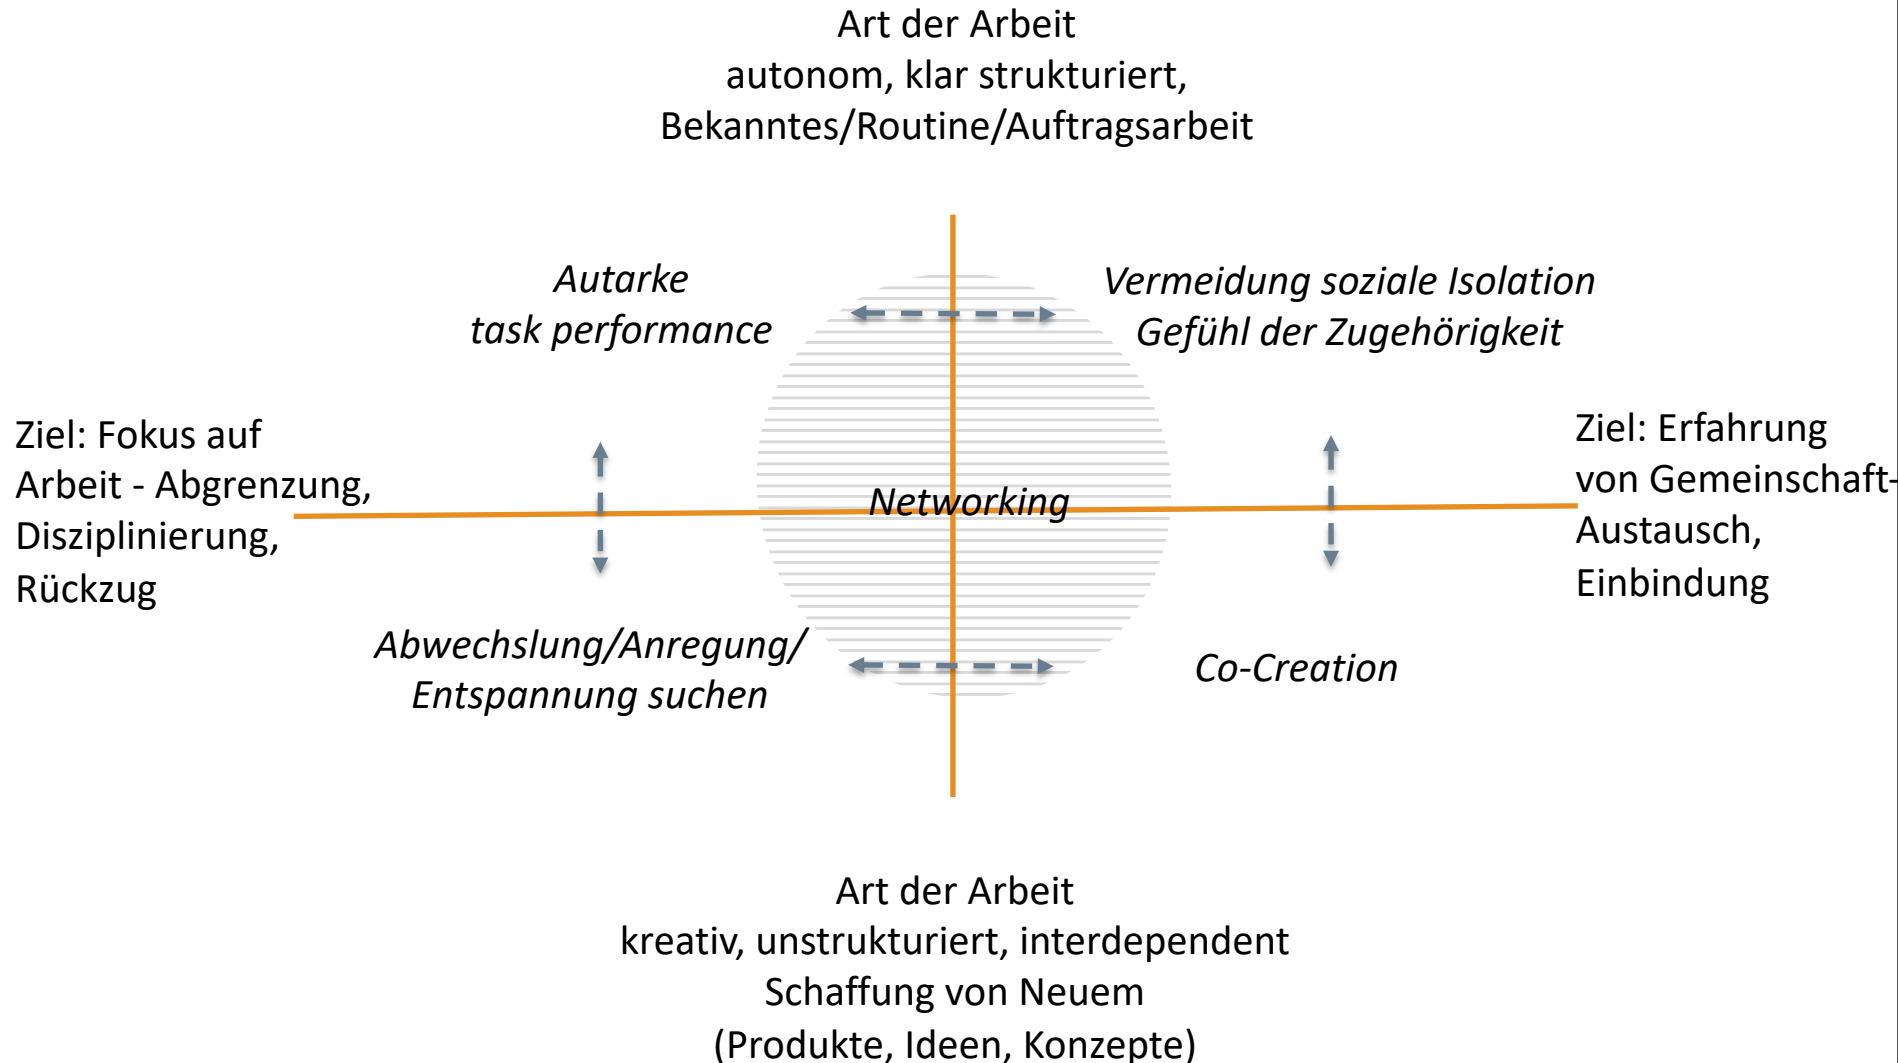 Art der Arbeit
autonom, klar strukturiert,
Bekanntes/Routine/Auftragsarbeit
Autarke
task performance
Vermeidung soziale Isolation
Gefühl der Zugehörigkeit
Ziel: Fokus auf
Arbeit - Abgrenzung,
Disziplinierung,
Rückzug
Networking
Ziel: Erfahrung
von Gemeinschaft-
Austausch,
Einbindung
Abwechslung/Anregung/
Entspannung suchen
Co-Creation
Art der Arbeit
kreativ, unstrukturiert, interdependent
Schaffung von Neuem
(Produkte, Ideen, Konzepte)